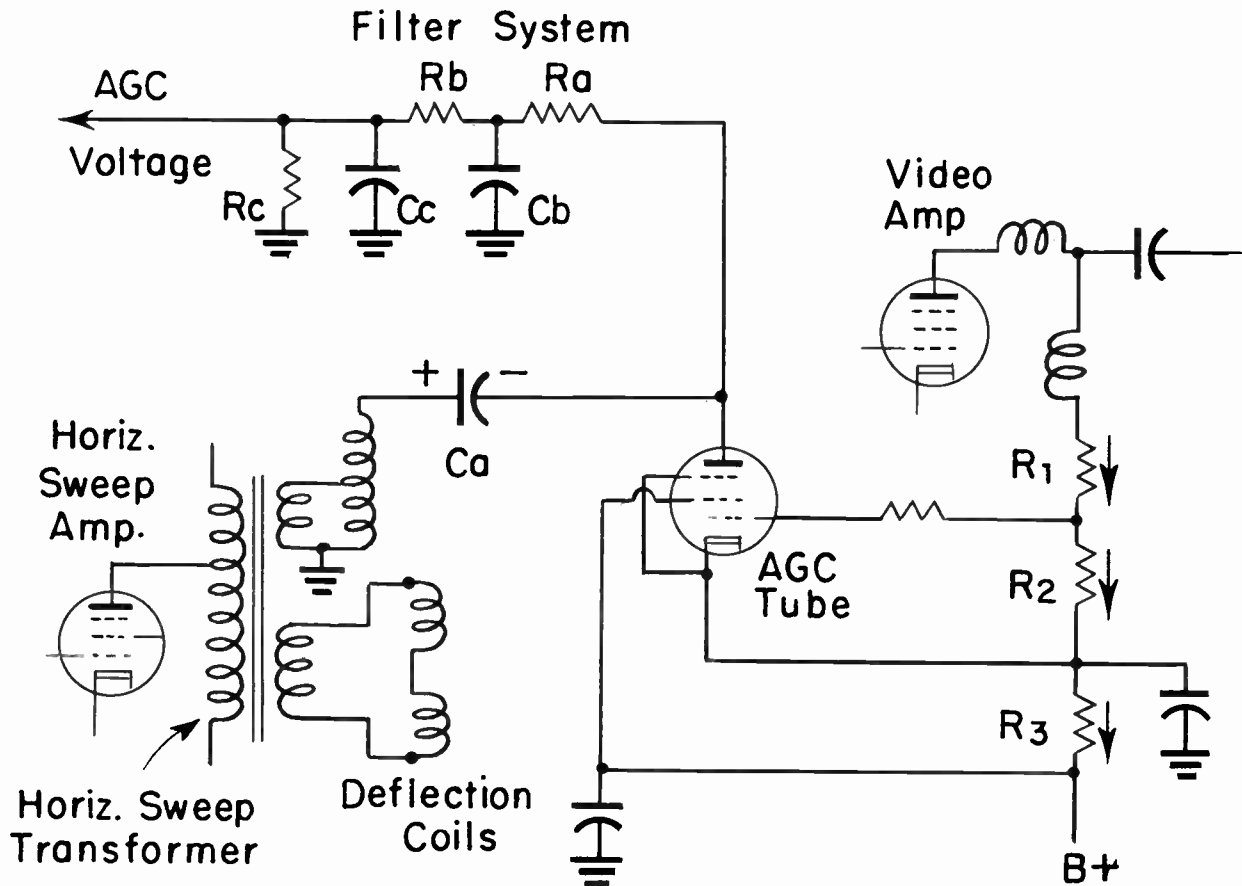 Filter System
AGC
Voltage
Rb
Ra
Rc
Cc
Cb
Video
Amp
+
−
Ca
Horiz.
Sweep
Amp.
AGC
Tube
R1
R2
R3
Horiz. Sweep
Transformer
Deflection
Coils
B+